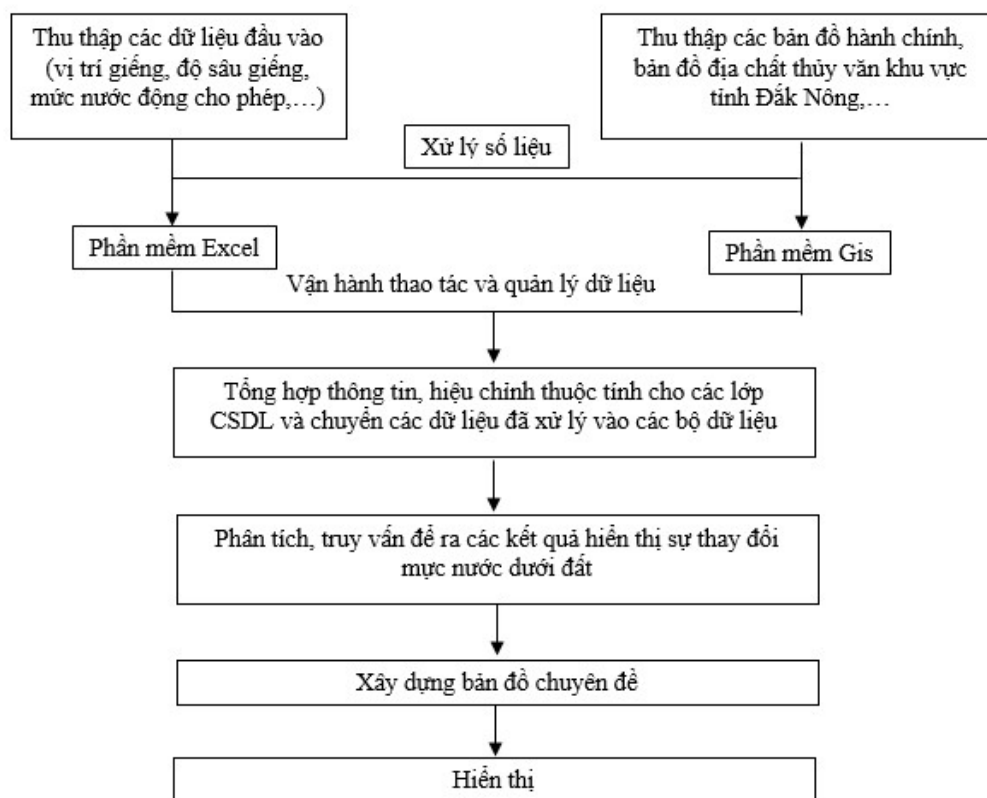 Thu thập các dữ liệu đầu vào
(vị trí giếng, độ sâu giếng,
mức nước động cho phép,…)
Thu thập các bản đồ hành chính,
bản đồ địa chất thủy văn khu vực
tỉnh Đắk Nông,…
Xử lý số liệu
Phần mềm Excel
Phần mềm Gis
Vận hành thao tác và quản lý dữ liệu
Tổng hợp thông tin, hiệu chỉnh thuộc tính cho các lớp
CSDL và chuyển các dữ liệu đã xử lý vào các bộ dữ liệu
Phân tích, truy vấn để ra các kết quả hiển thị sự thay đổi
mực nước dưới đất
Xây dựng bản đồ chuyên đề
Hiển thị